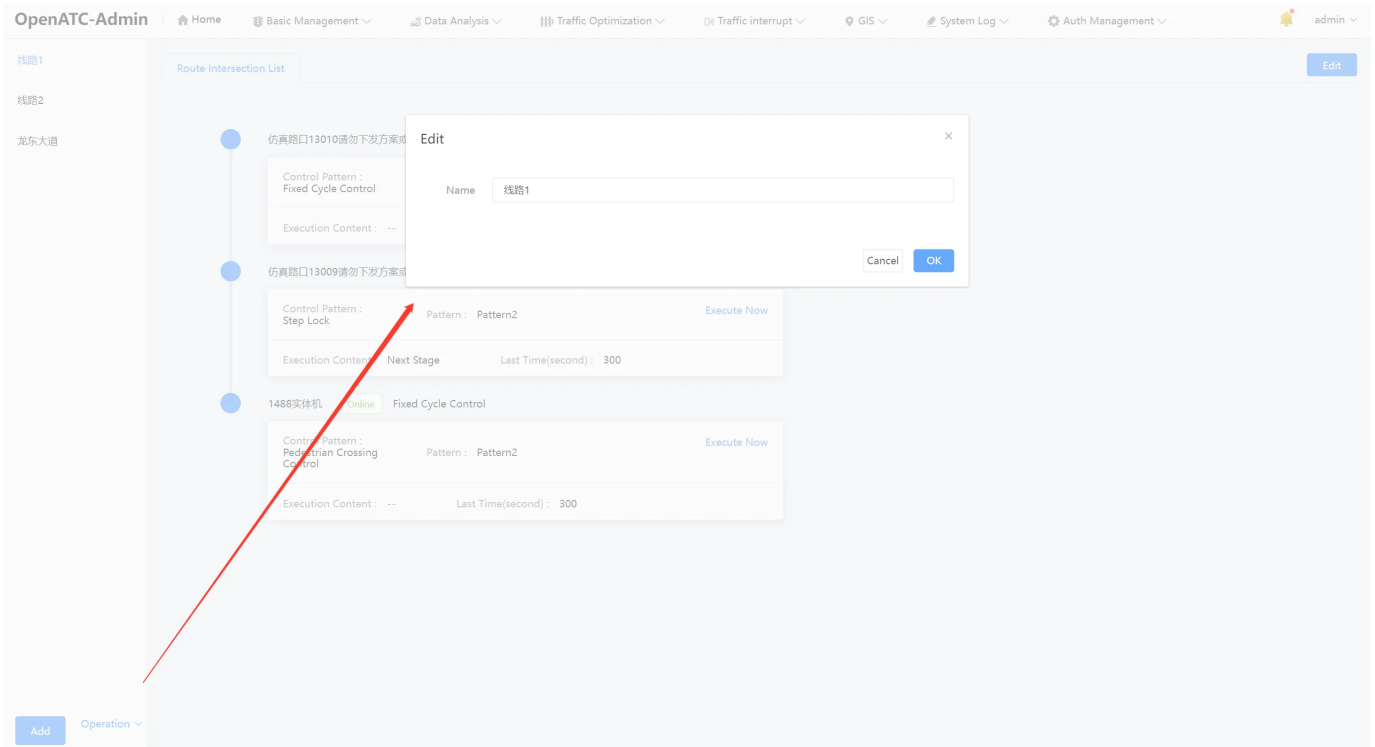 OpenATC-Admin Home Basic Management Data Analysis Traffic Optimization Traffic interrupt GIS System Log Auth Management admin
线路1
线路2
龙东大道
Route Intersection List Edit
仿真路口13010请勿下发方案或
Control Pattern :
Fixed Cycle Control
Execution Content : --
Edit
Name 线路1
Cancel OK
仿真路口13009请勿下发方案或
Control Pattern :
Step Lock
Pattern : Pattern2
Execute Now
Execution Content Next Stage Last Time(second) : 300
1488实体机 Online Fixed Cycle Control
Control Pattern :
Pedestrian Crossing
Control
Pattern : Pattern2
Execute Now
Execution Content : -- Last Time(second) : 300
Add Operation